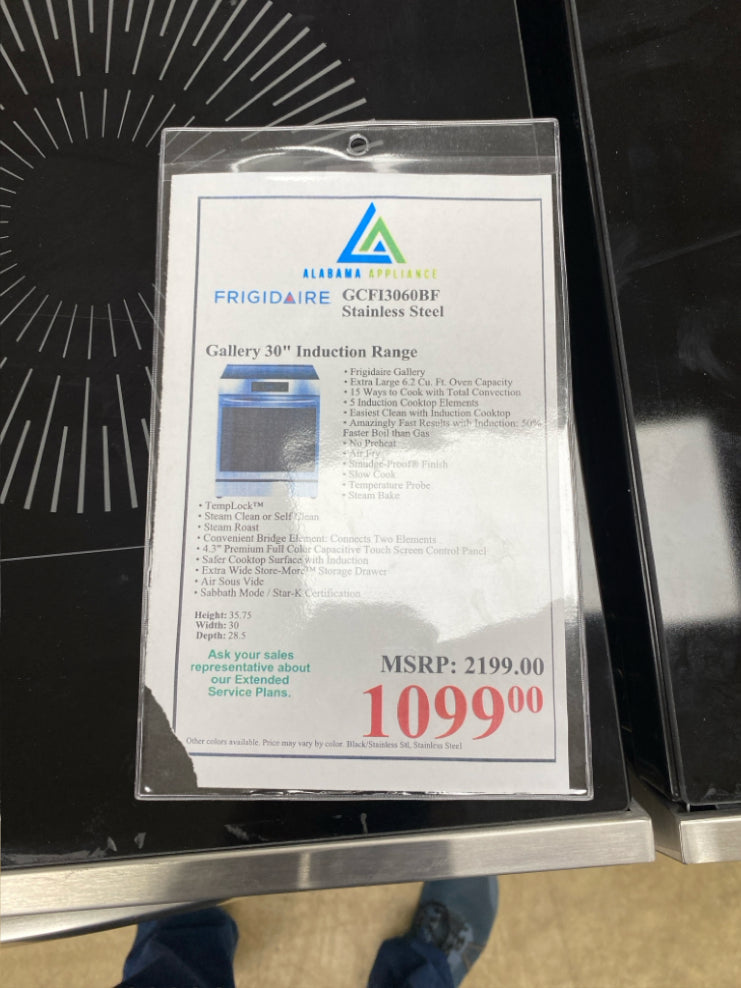 ALABAMA APPLIANCE
FRIGIDAIRE GCFI3060BF
Stainless Steel
Gallery 30" Induction Range
• Frigidaire Gallery
• Extra Large 6.2 Cu. Ft. Oven Capacity
• 15 Ways to Cook with Total Convection
• 5 Induction Cooktop Elements
• Easiest Clean with Induction Cooktop
• Amazingly Fast Results with Induction: 50%
Faster Boil than Gas
• No Preheat
• Air Fry
• Smudge-Proof® Finish
• Slow Cook
• Temperature Probe
• Steam Bake
• TempLock™
• Steam Clean or Self Clean
• Steam Roast
• Convenient Bridge Element: Connects Two Elements
• 4.3" Premium Full Color Capacitive Touch Screen Control Panel
• Safer Cooktop Surface with Induction
• Extra Wide Store-More™ Storage Drawer
• Air Sous Vide
• Sabbath Mode / Star-K Certification
Height: 35.75
Width: 30
Depth: 28.5
Ask your sales
representative about
our Extended
Service Plans.
MSRP: 2199.00
109900
Other colors available. Price may vary by color. Black/Stainless Stl, Stainless Steel